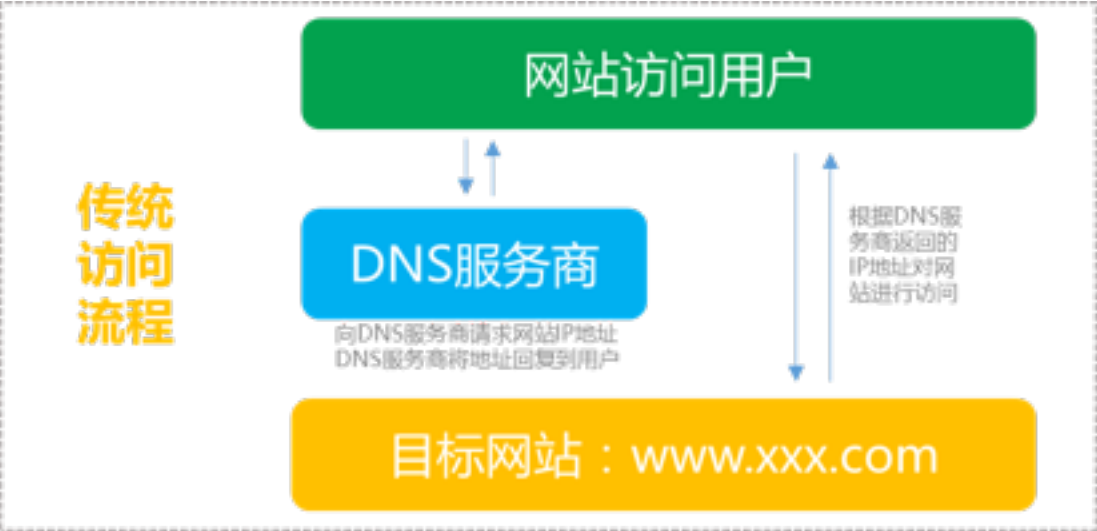 网站访问用户
传统
访问
流程
DNS服务商
根据DNS服
务商返回的
IP地址对网
站进行访问
向DNS服务商请求网站IP地址
DNS服务商将地址回复到用户
目标网站：www.xxx.com